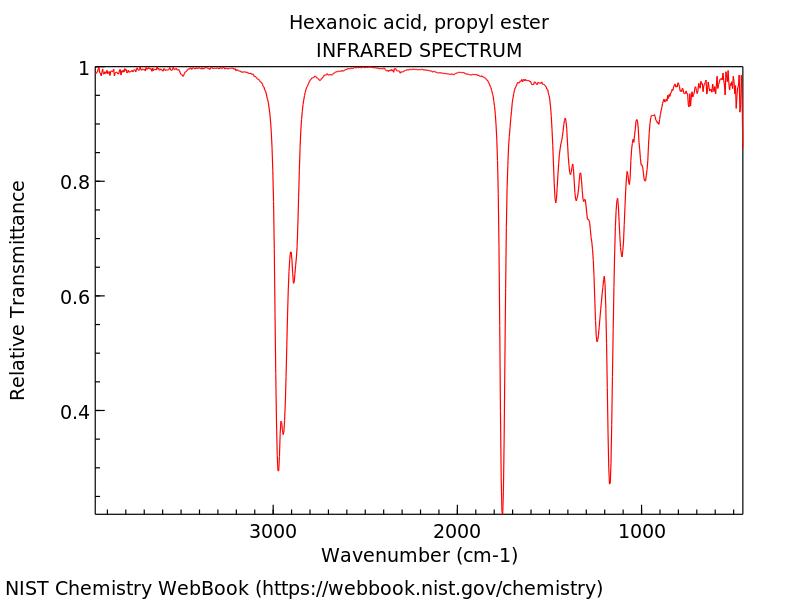 Hexanoic acid, propyl ester
INFRARED SPECTRUM
1
0.8
0.6
0.4
Relative Transmittance
3000 2000 1000
Wavenumber (cm-1)
NIST Chemistry WebBook (https://webbook.nist.gov/chemistry)